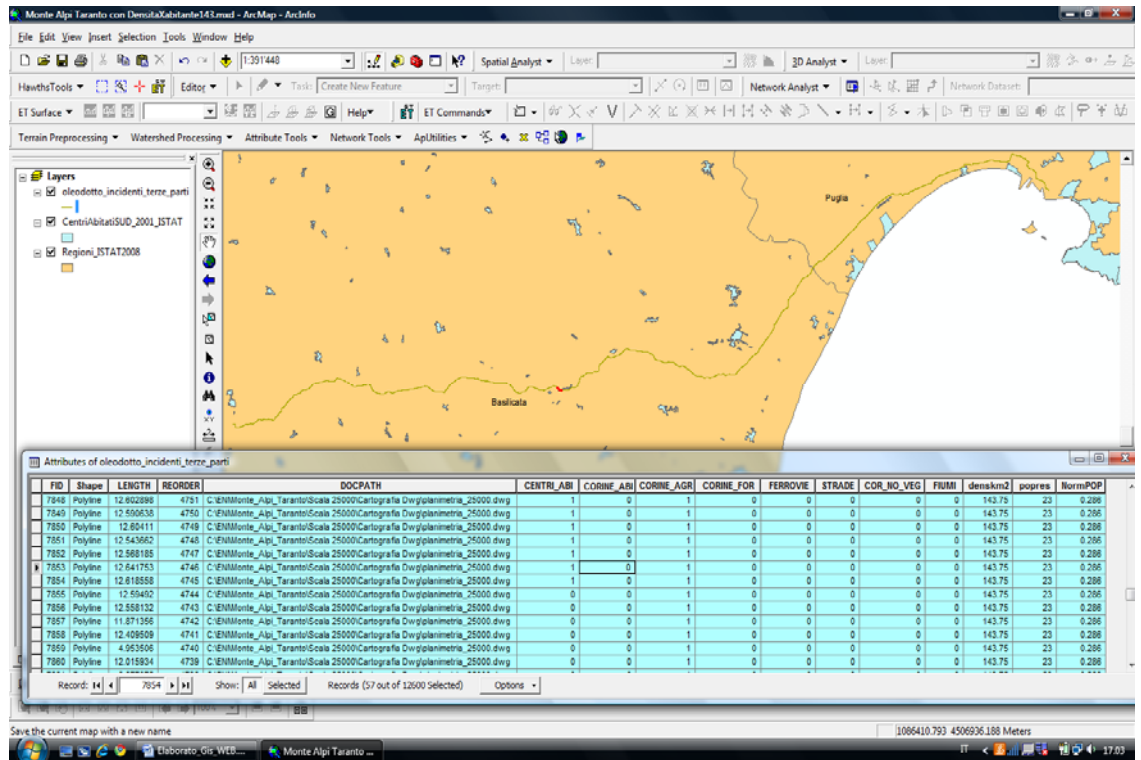 Monte Alpi Taranto con DensitaXabitante143.mxd - ArcMap - ArcInfo
File Edit View Insert Selection Tools Window Help
1:391'448 Spatial Analyst Layer: 3D Analyst Layer:
HawthsTools Editor Task: Create New Feature Target: Network Analyst Network Dataset:
ET Surface Help ET Commands
Terrain Preprocessing Watershed Processing Attribute Tools Network Tools ApUtilities
Layers
oleodotto_incidenti_terze_parti
CentriAbitatiSUD_2001_ISTAT
Regioni_ISTAT2008
Puglia
Basilicata
XY
Attributes of oleodotto_incidenti_terze_parti
FID Shape LENGTH REORDER DOCPATH CENTRI_ABI CORINE_ABI CORINE_AGR CORINE_FOR FERROVIE STRADE COR_NO_VEG FIUMI denskm2 popres NormPOP
7848 Polyline 12.602898 4751 C:\ENI\Monte_Alpi_Taranto\Scala 25000\Cartografia Dwg\planimetria_25000.dwg 1 0 1 0 0 0 0 0 143.75 23 0.286
7849 Polyline 12.590638 4750 C:\ENI\Monte_Alpi_Taranto\Scala 25000\Cartografia Dwg\planimetria_25000.dwg 1 0 1 0 0 0 0 0 143.75 23 0.286
7850 Polyline 12.60411 4749 C:\ENI\Monte_Alpi_Taranto\Scala 25000\Cartografia Dwg\planimetria_25000.dwg 1 0 1 0 0 0 0 0 143.75 23 0.286
7851 Polyline 12.543662 4748 C:\ENI\Monte_Alpi_Taranto\Scala 25000\Cartografia Dwg\planimetria_25000.dwg 1 0 1 0 0 0 0 0 143.75 23 0.286
7852 Polyline 12.568185 4747 C:\ENI\Monte_Alpi_Taranto\Scala 25000\Cartografia Dwg\planimetria_25000.dwg 1 0 1 0 0 0 0 0 143.75 23 0.286
7853 Polyline 12.641753 4746 C:\ENI\Monte_Alpi_Taranto\Scala 25000\Cartografia Dwg\planimetria_25000.dwg 1 0 1 0 0 0 0 0 143.75 23 0.286
7854 Polyline 12.618558 4745 C:\ENI\Monte_Alpi_Taranto\Scala 25000\Cartografia Dwg\planimetria_25000.dwg 1 0 1 0 0 0 0 0 143.75 23 0.286
7855 Polyline 12.59492 4744 C:\ENI\Monte_Alpi_Taranto\Scala 25000\Cartografia Dwg\planimetria_25000.dwg 0 0 1 0 0 0 0 0 143.75 23 0.286
7856 Polyline 12.558132 4743 C:\ENI\Monte_Alpi_Taranto\Scala 25000\Cartografia Dwg\planimetria_25000.dwg 0 0 1 0 0 0 0 0 143.75 23 0.286
7857 Polyline 11.871356 4742 C:\ENI\Monte_Alpi_Taranto\Scala 25000\Cartografia Dwg\planimetria_25000.dwg 0 0 1 0 0 0 0 0 143.75 23 0.286
7858 Polyline 12.409509 4741 C:\ENI\Monte_Alpi_Taranto\Scala 25000\Cartografia Dwg\planimetria_25000.dwg 0 0 1 0 0 0 0 0 143.75 23 0.286
7859 Polyline 4.953506 4740 C:\ENI\Monte_Alpi_Taranto\Scala 25000\Cartografia Dwg\planimetria_25000.dwg 0 0 1 0 0 0 0 0 143.75 23 0.286
7860 Polyline 12.015934 4739 C:\ENI\Monte_Alpi_Taranto\Scala 25000\Cartografia Dwg\planimetria_25000.dwg 0 0 1 0 0 0 0 0 143.75 23 0.286
Record: 7854 Show: All Selected Records (57 out of 12600 Selected) Options
Save the current map with a new name 1086410.793 4506936.188 Meters
Elaborato_Gis_WEB.... Monte Alpi Taranto ... IT 17.03